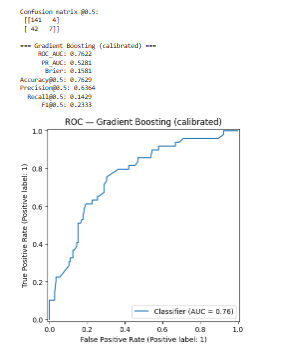 Confusion matrix @0.5:
[[141 4]
[ 42 7]]
=== Gradient Boosting (calibrated) ===
ROC_AUC: 0.7622
PR_AUC: 0.5281
Brier: 0.1581
Accuracy@0.5: 0.7629
Precision@0.5: 0.6364
Recall@0.5: 0.1429
F1@0.5: 0.2333
ROC — Gradient Boosting (calibrated)
1.0
0.8
0.6
0.4
0.2
0.0
True Positive Rate (Positive label: 1)
Classifier (AUC = 0.76)
0.0 0.2 0.4 0.6 0.8 1.0
False Positive Rate (Positive label: 1)